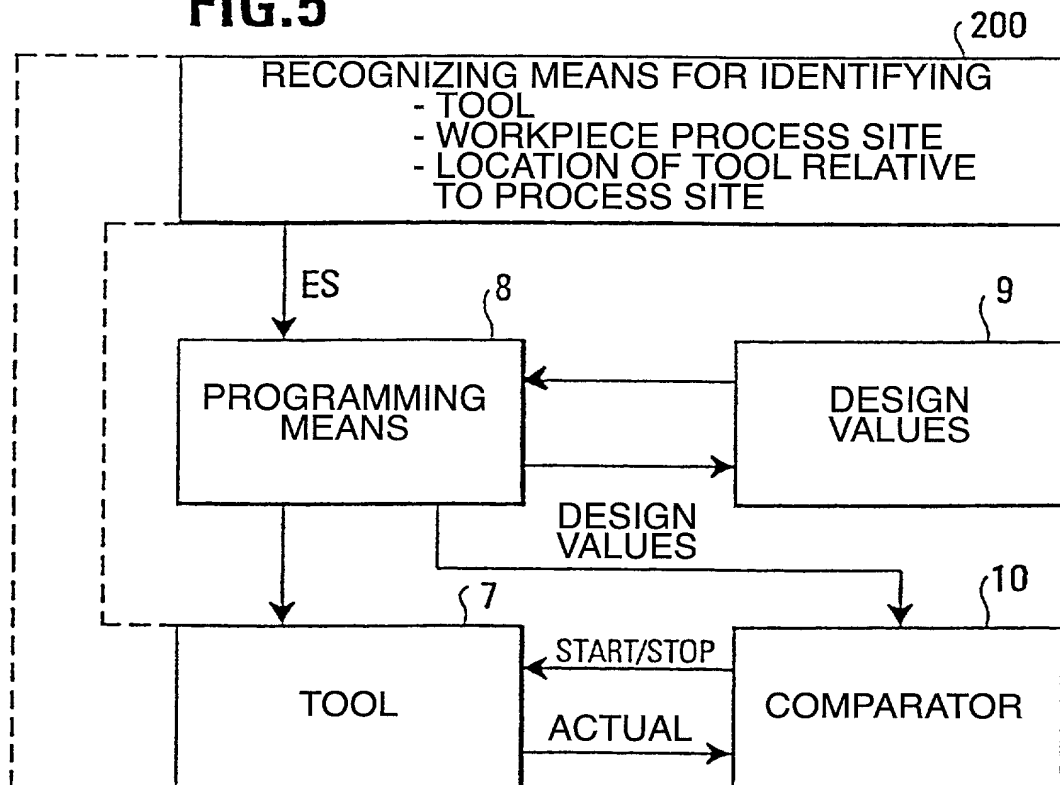 FIG.5
200
RECOGNIZING MEANS FOR IDENTIFYING
- TOOL
- WORKPIECE PROCESS SITE
- LOCATION OF TOOL RELATIVE
TO PROCESS SITE
ES
8
9
PROGRAMMING
MEANS
DESIGN
VALUES
DESIGN
VALUES
7
10
START/STOP
TOOL
COMPARATOR
ACTUAL